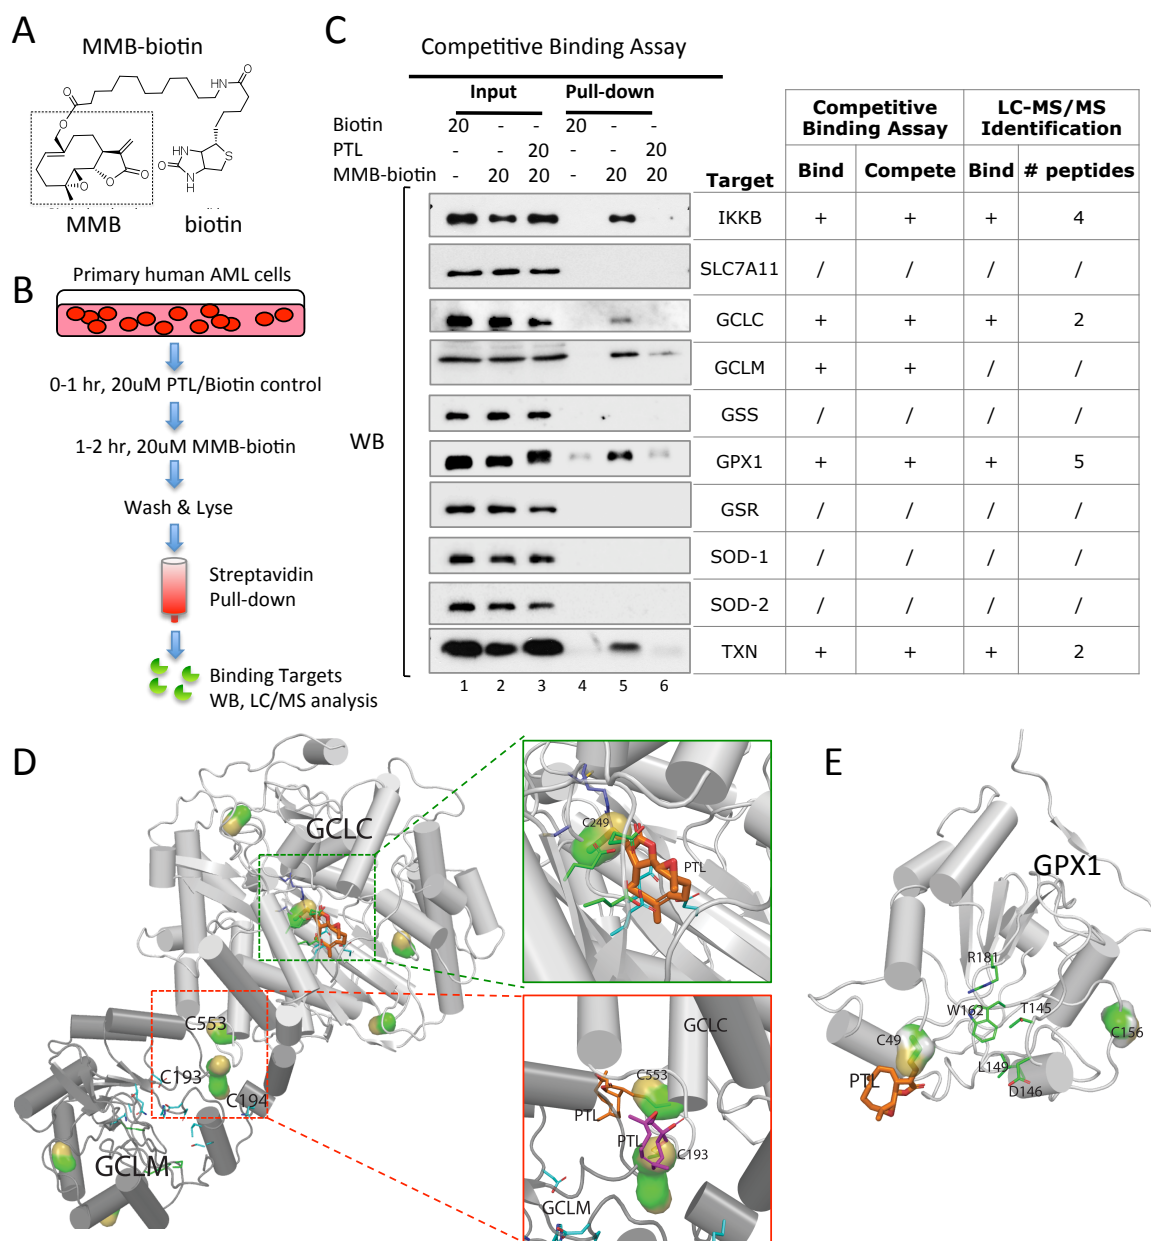 A
MMB-biotin
O
HN
O
O
O
O
O
HN
NH
O
S
MMB
biotin
B
Primary human AML cells
0-1 hr, 20uM PTL/Biotin control
1-2 hr, 20uM MMB-biotin
Wash & Lyse
Streptavidin
Pull-down
Binding Targets
WB, LC/MS analysis
C
Competitive Binding Assay
Input Pull-down
Biotin 20 - - 20 - -
PTL - - 20 - - 20
MMB-biotin - 20 20 - 20 20
WB
1 2 3 4 5 6
Competitive Binding Assay LC-MS/MS Identification
Target Bind Compete Bind # peptides
IKKB + + + 4
SLC7A11 / / / /
GCLC + + + 2
GCLM + + / /
GSS / / / /
GPX1 + + + 5
GSR / / / /
SOD-1 / / / /
SOD-2 / / / /
TXN + + + 2
D
GCLC
C553
C193
C194
GCLM
C249
PTL
GCLC
C553
PTL
PTL
C193
GCLM
E
GPX1
R181
W162
T145
C49
C156
L149
PTL
D146